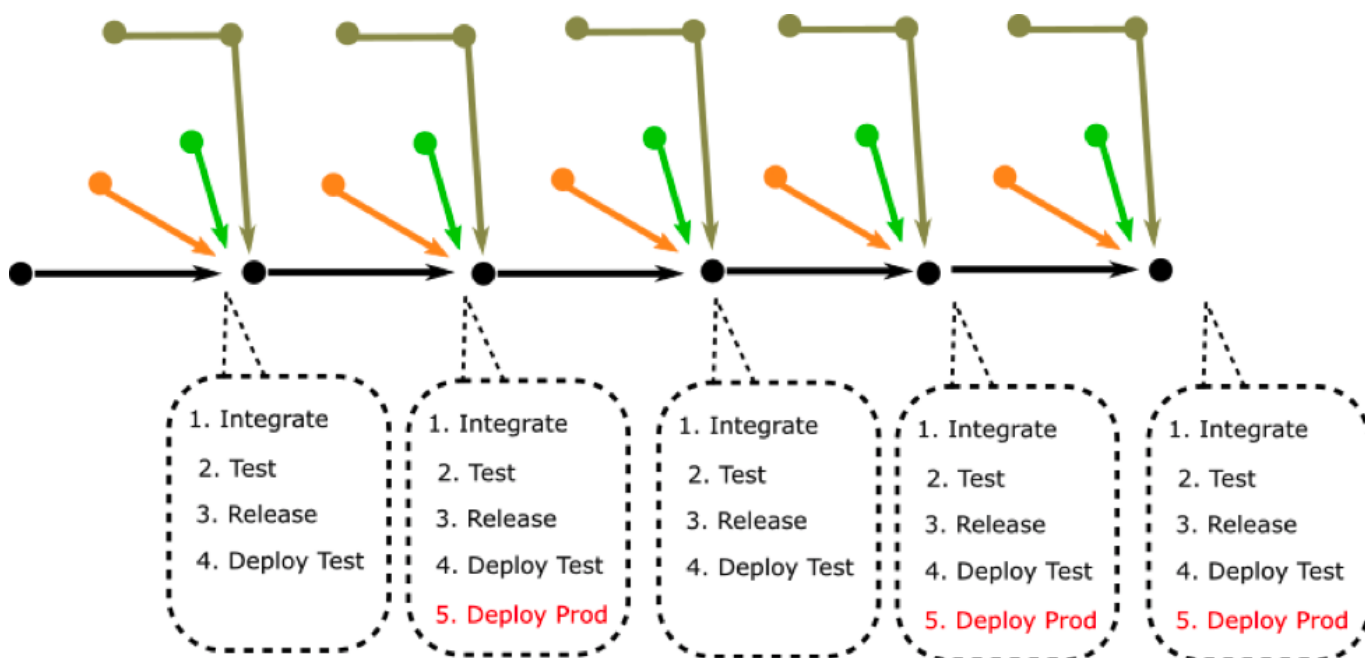 1. Integrate
2. Test
3. Release
4. Deploy Test
1. Integrate
2. Test
3. Release
4. Deploy Test
5. Deploy Prod
1. Integrate
2. Test
3. Release
4. Deploy Test
1. Integrate
2. Test
3. Release
4. Deploy Test
5. Deploy Prod
1. Integrate
2. Test
3. Release
4. Deploy Test
5. Deploy Prod